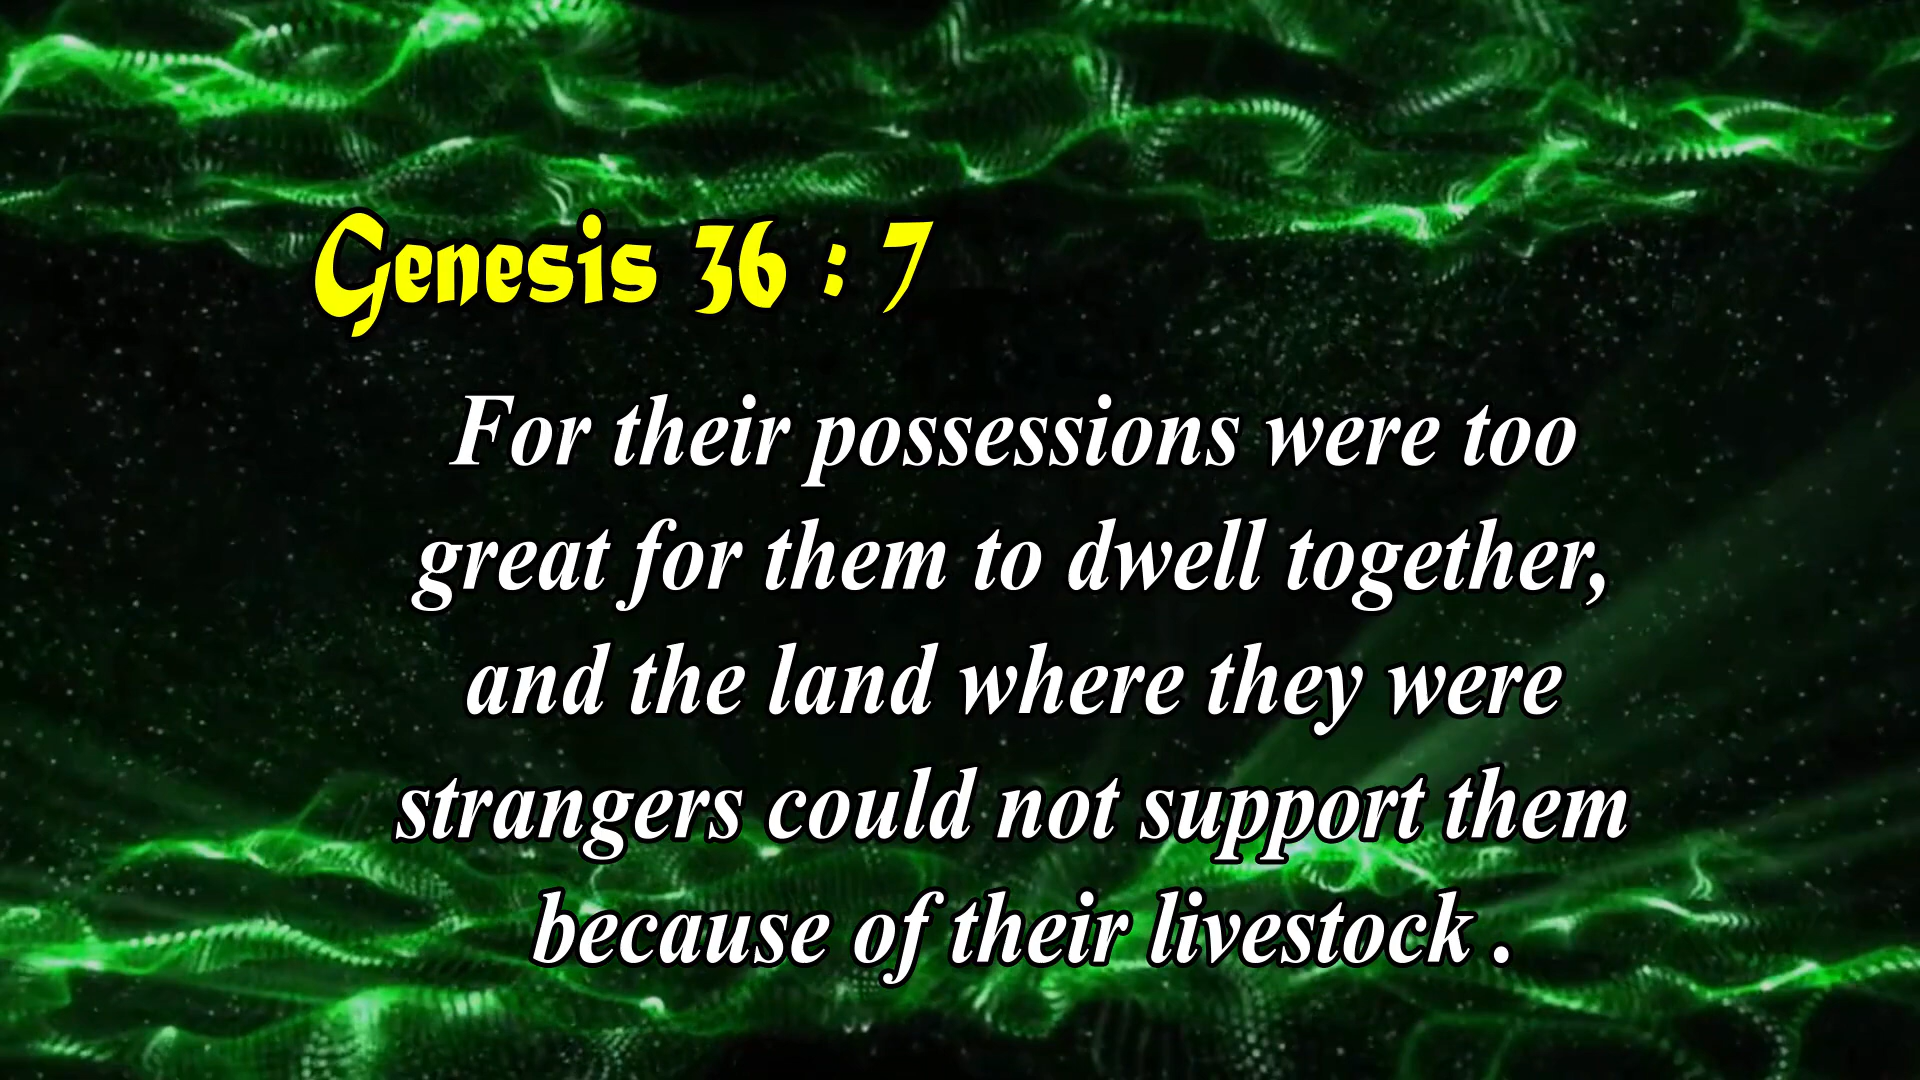 Genesis 36 : 7
For their possessions were too
great for them to dwell together,
and the land where they were
strangers could not support them
because of their livestock .